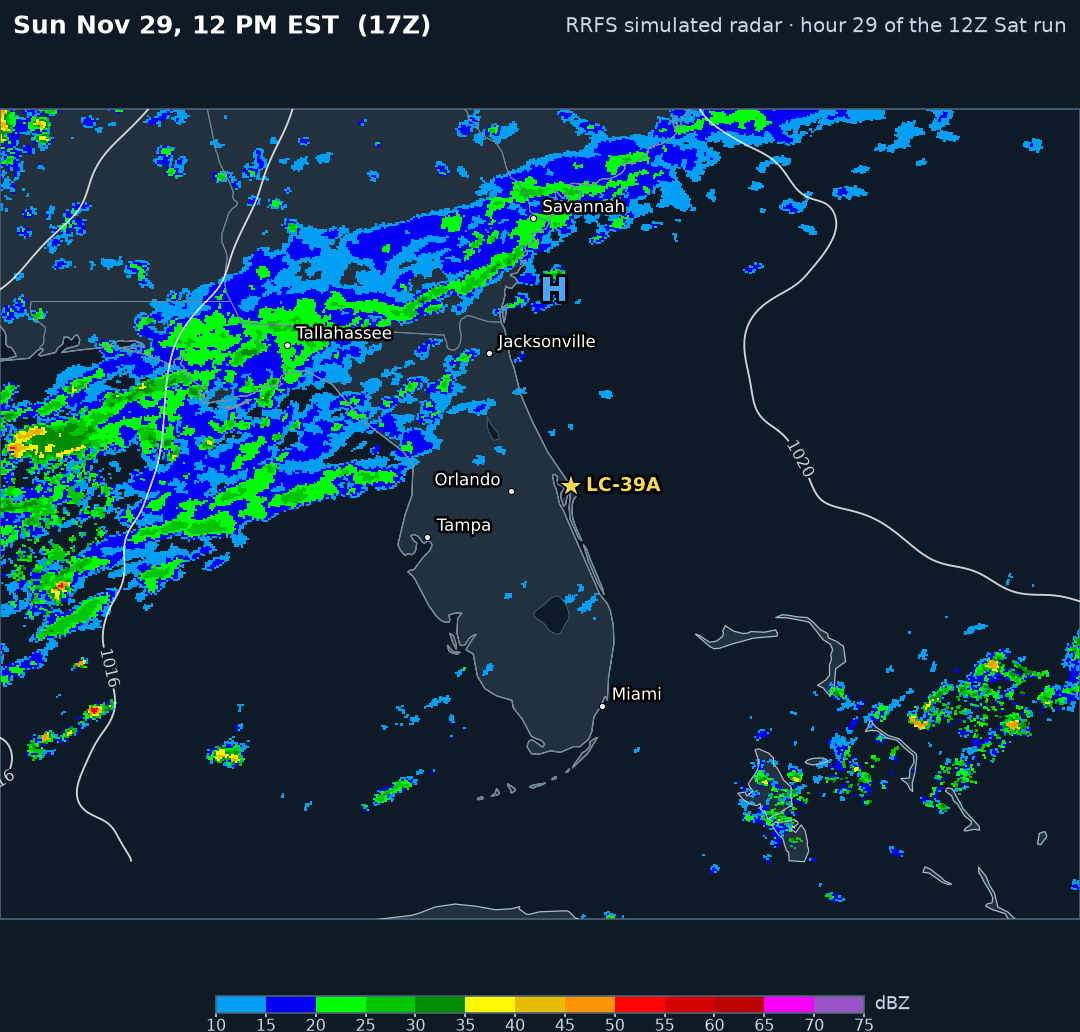 Sun Nov 29, 12 PM EST (17Z)
RRFS simulated radar · hour 29 of the 12Z Sat run
Savannah
H
Tallahassee
Jacksonville
1020
Orlando
LC-39A
Tampa
1016
Miami
16
dBZ
10 15 20 25 30 35 40 45 50 55 60 65 70 75